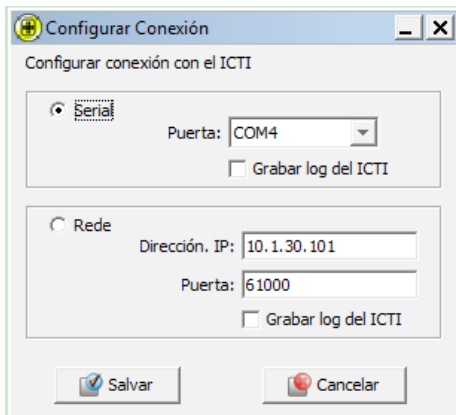 Configurar Conexión
Configurar conexión con el ICTI
Serial
Puerta: COM4
Grabar log del ICTI
Rede
Dirección. IP: 10.1.30.101
Puerta: 61000
Grabar log del ICTI
Salvar Cancelar